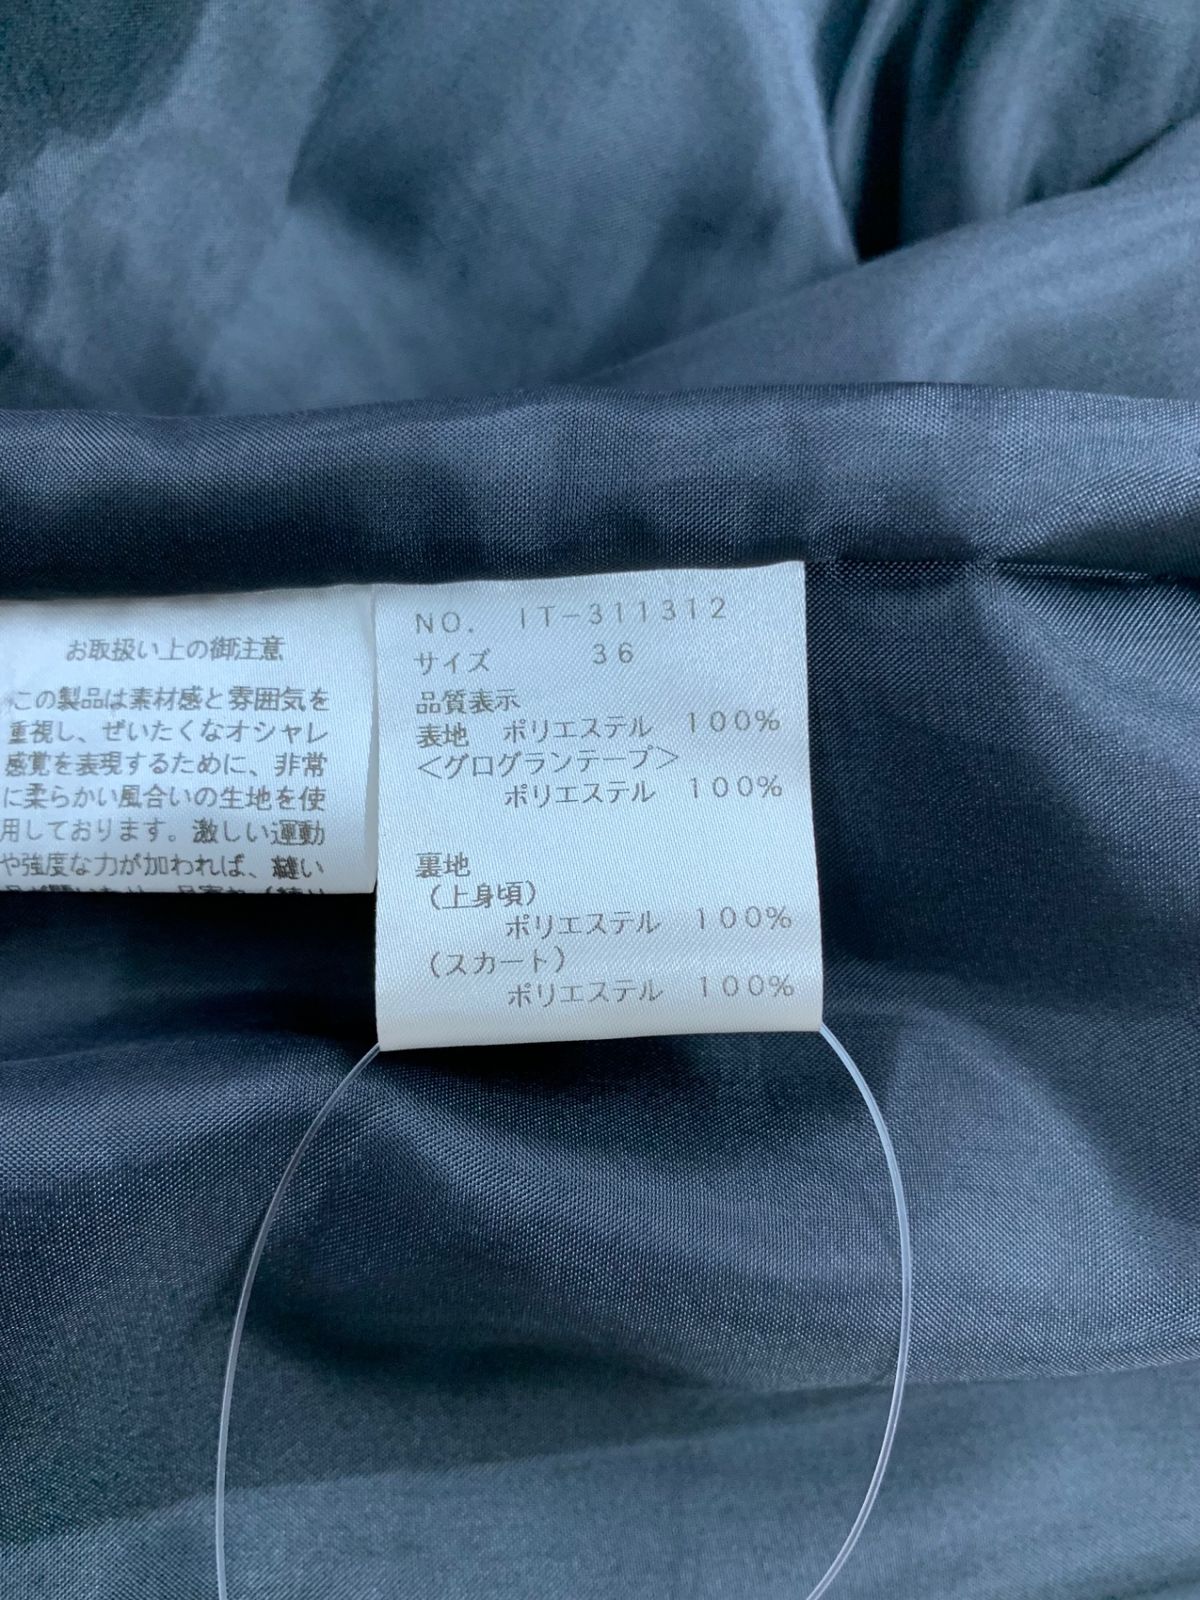 お取扱い上の御注意
この製品は素材感と雰囲気を
重視し、ぜいたくなオシャレ
感覚を表現するために、非常
に柔らかい風合いの生地を使
用しております。激しい運動
や強度な力が加われば、縫い
NO. IT-311312
サイズ 36
品質表示
表地 ポリエステル 100%
<グログランテープ>
ポリエステル 100%
裏地
(上身頃)
ポリエステル 100%
(スカート)
ポリエステル 100%